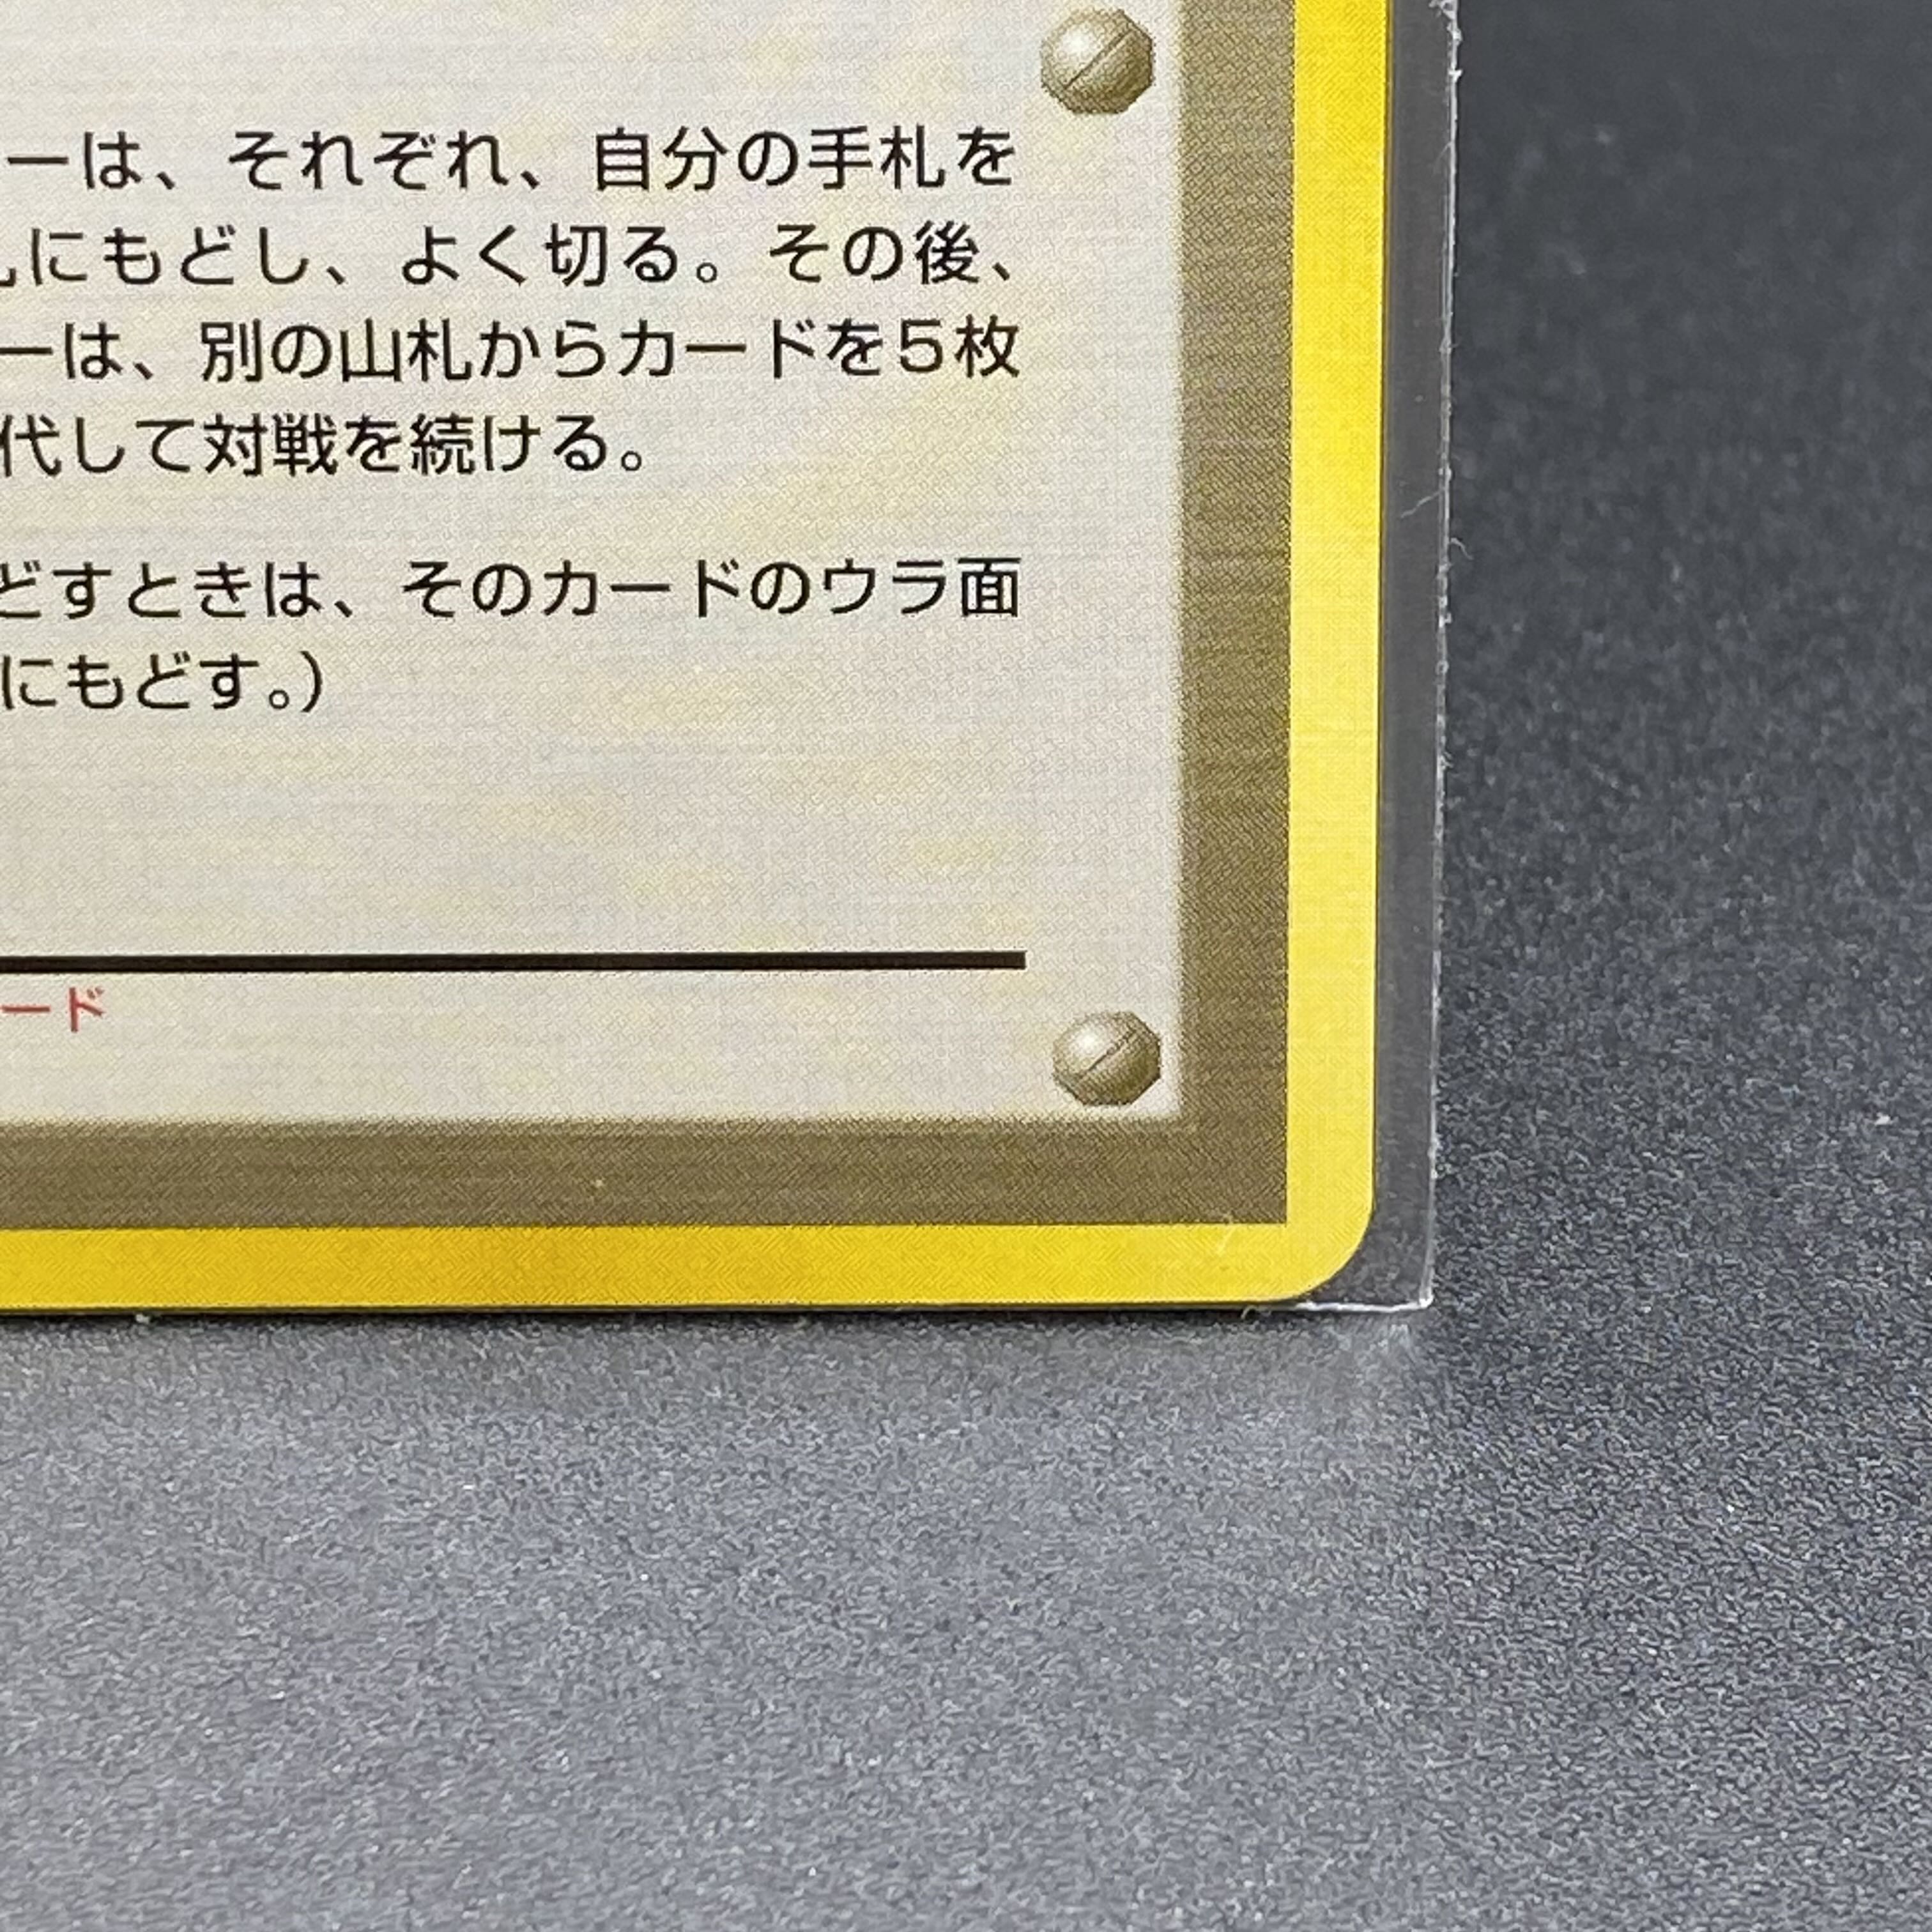 ーは、それぞれ、自分の手札を
にもどし、よく切る。その後、
ーは、別の山札からカードを5枚
代して対戦を続ける。
どすときは、そのカードのウラ面
にもどす。）
ード